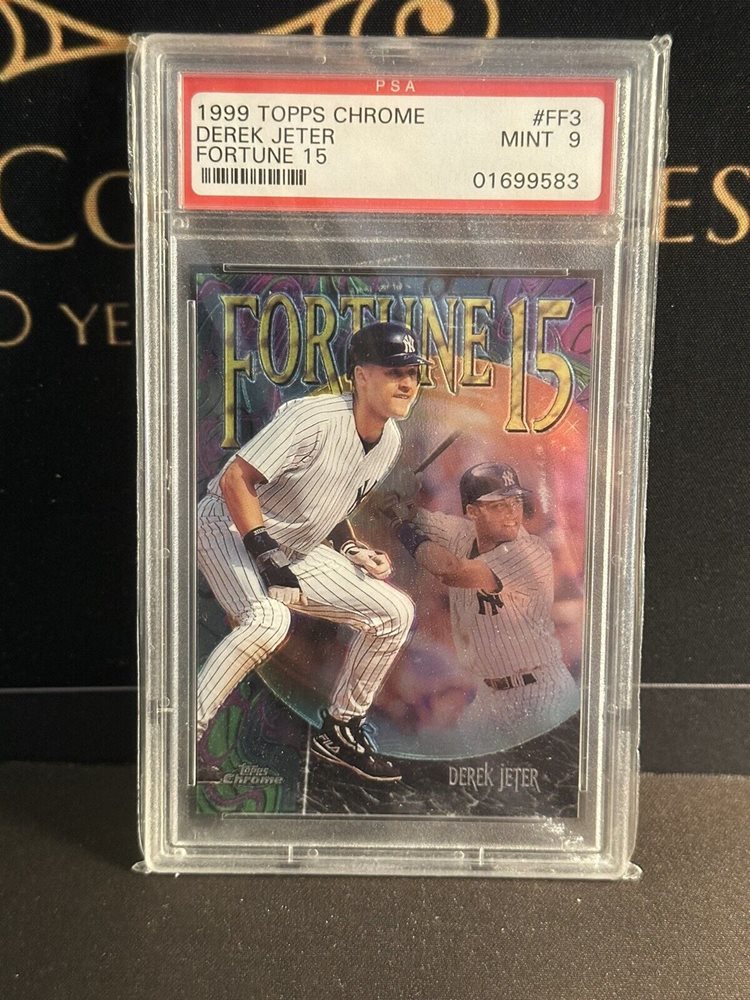 PSA
1999 TOPPS CHROME #FF3
DEREK JETER MINT 9
FORTUNE 15
01699583
FORTUNE 15
NY
NY
NY
FILA
Topps
Chrome
DEREK JETER